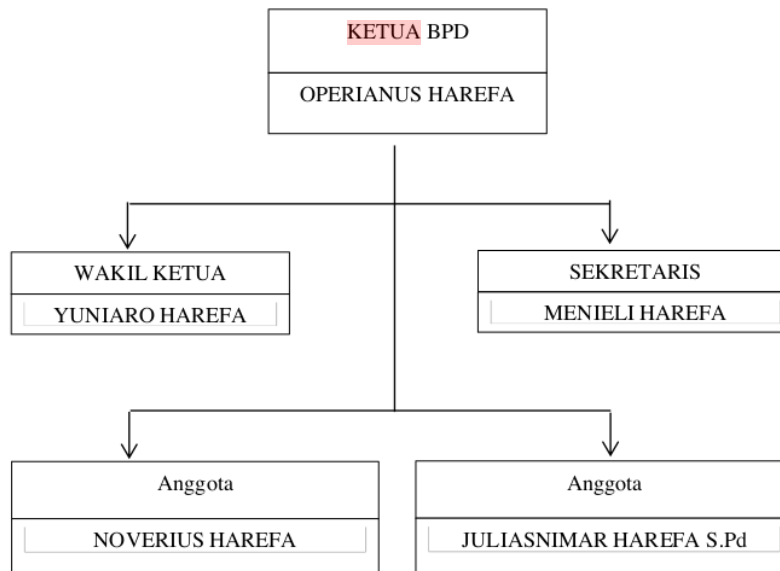 KETUA BPD
OPERIANUS HAREFA
WAKIL KETUA
YUNIARO HAREFA
SEKRETARIS
MENIELI HAREFA
Anggota
NOVERIUS HAREFA
Anggota
JULIASNIMAR HAREFA S.Pd